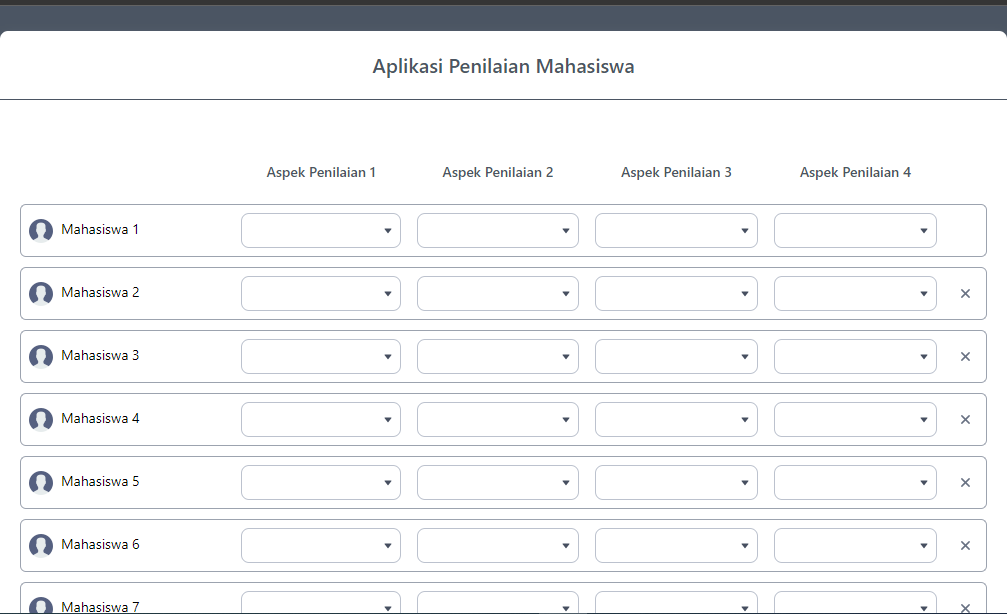 Aplikasi Penilaian Mahasiswa
Aspek Penilaian 1 Aspek Penilaian 2 Aspek Penilaian 3 Aspek Penilaian 4
Mahasiswa 1
Mahasiswa 2
Mahasiswa 3
Mahasiswa 4
Mahasiswa 5
Mahasiswa 6
Mahasiswa 7